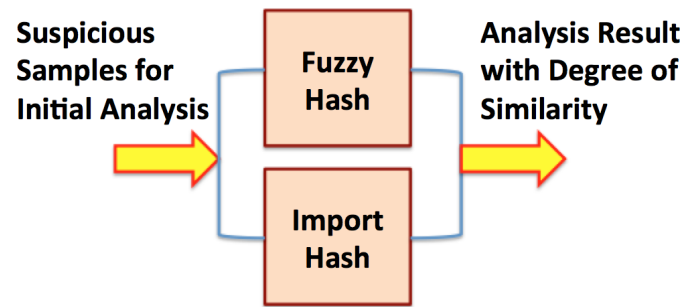 Suspicious
Samples for
Initial Analysis
Fuzzy
Hash
Import
Hash
Analysis Result
with Degree of
Similarity